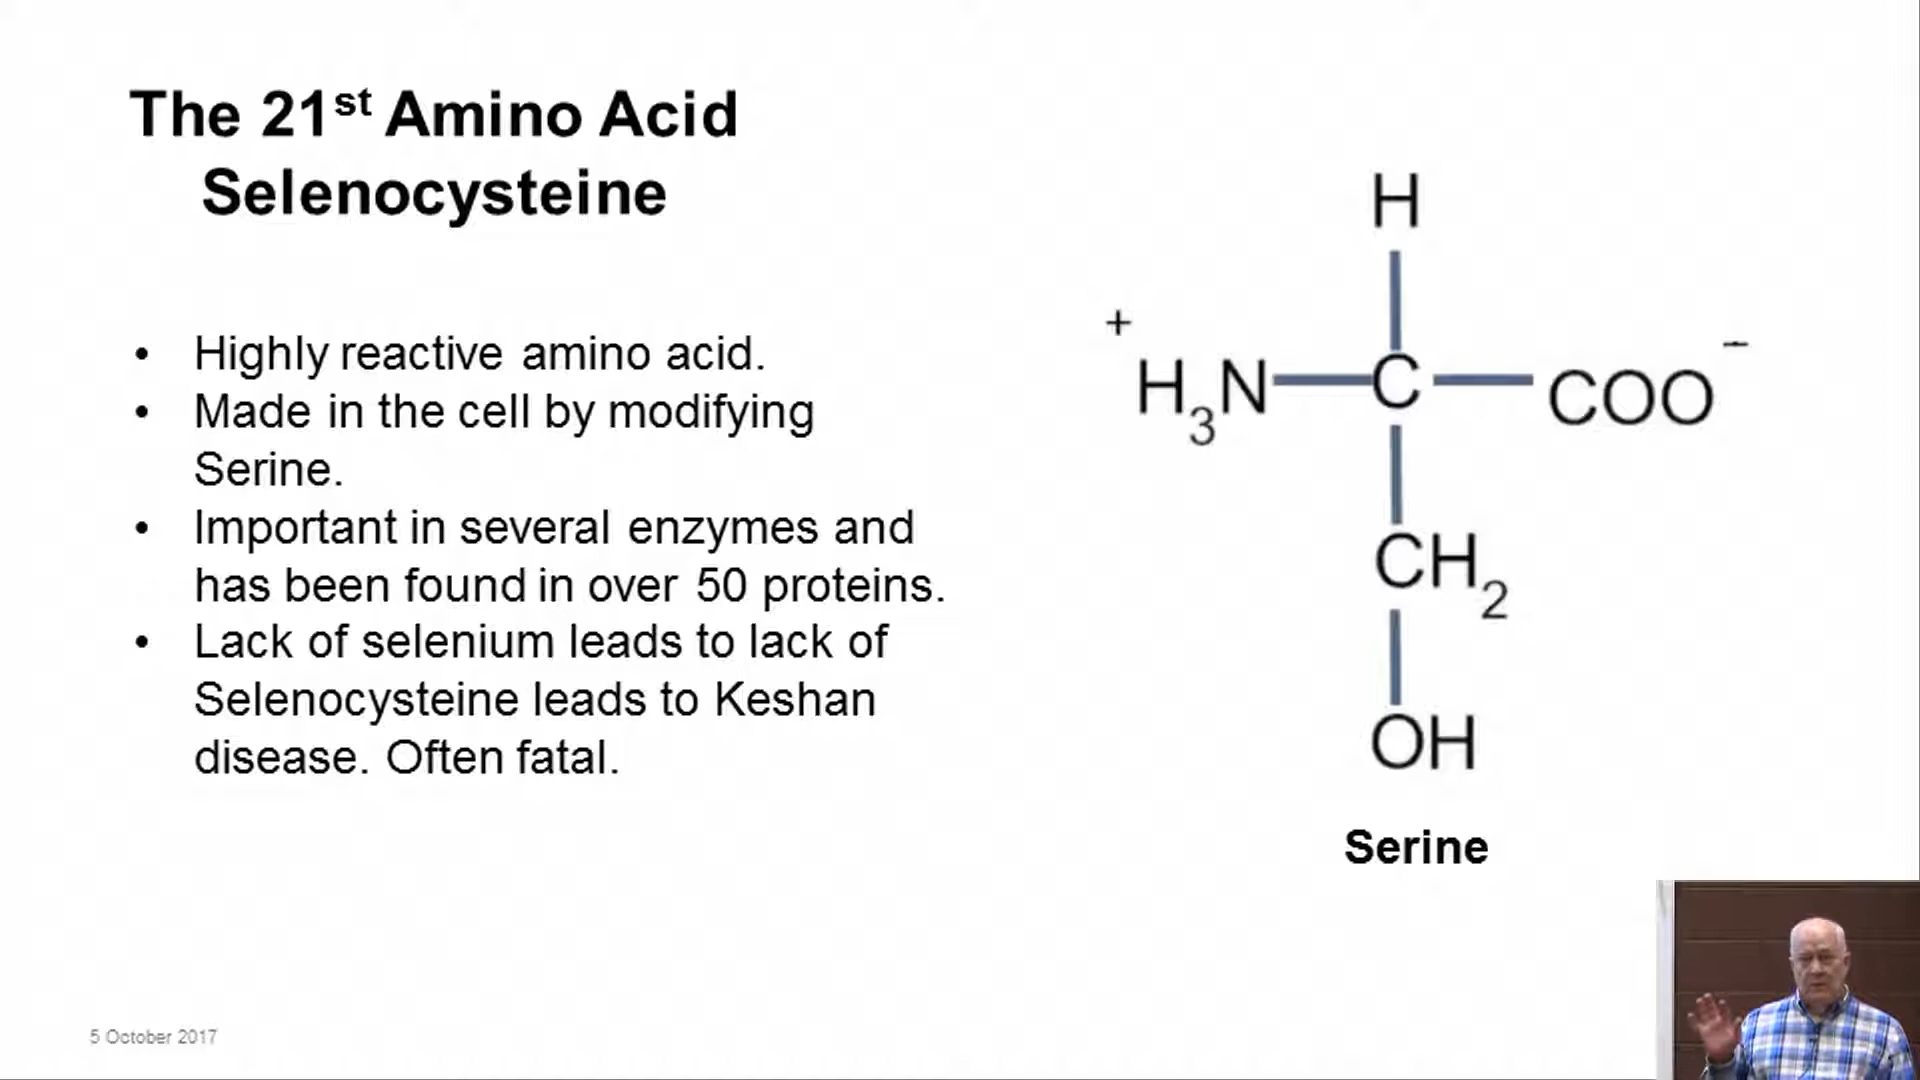 The 21st Amino Acid
Selenocysteine
• Highly reactive amino acid.
• Made in the cell by modifying
Serine.
• Important in several enzymes and
has been found in over 50 proteins.
• Lack of selenium leads to lack of
Selenocysteine leads to Keshan
disease. Often fatal.
H
+
H3N C COO−
CH2
OH
Serine
5 October 2017